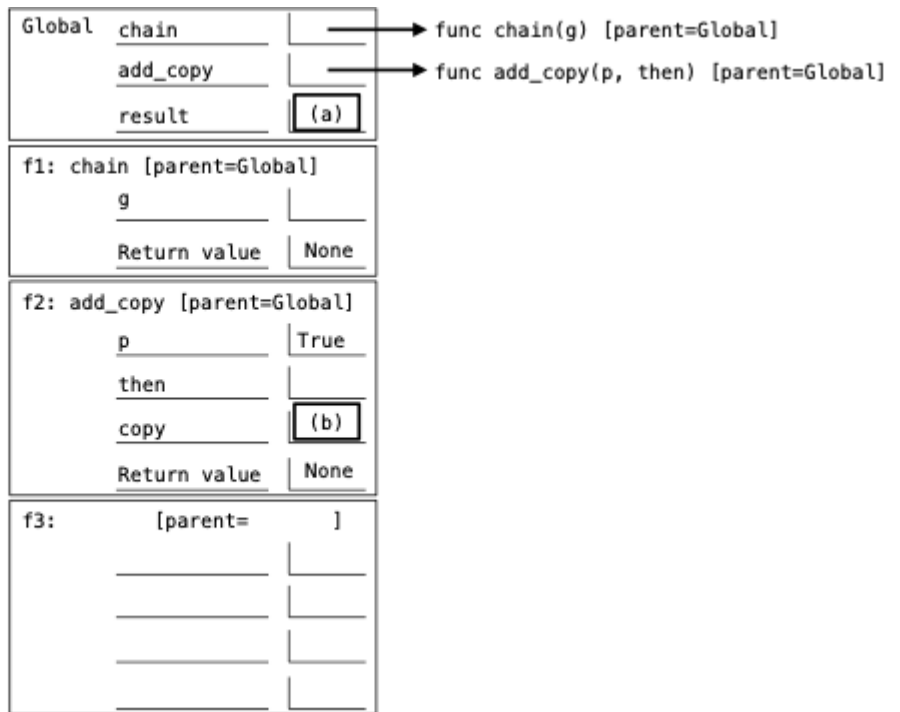 Global chain func chain(g) [parent=Global]
add_copy func add_copy(p, then) [parent=Global]
result (a)
f1: chain [parent=Global]
g
Return value None
f2: add_copy [parent=Global]
p True
then
copy (b)
Return value None
f3: [parent= ]